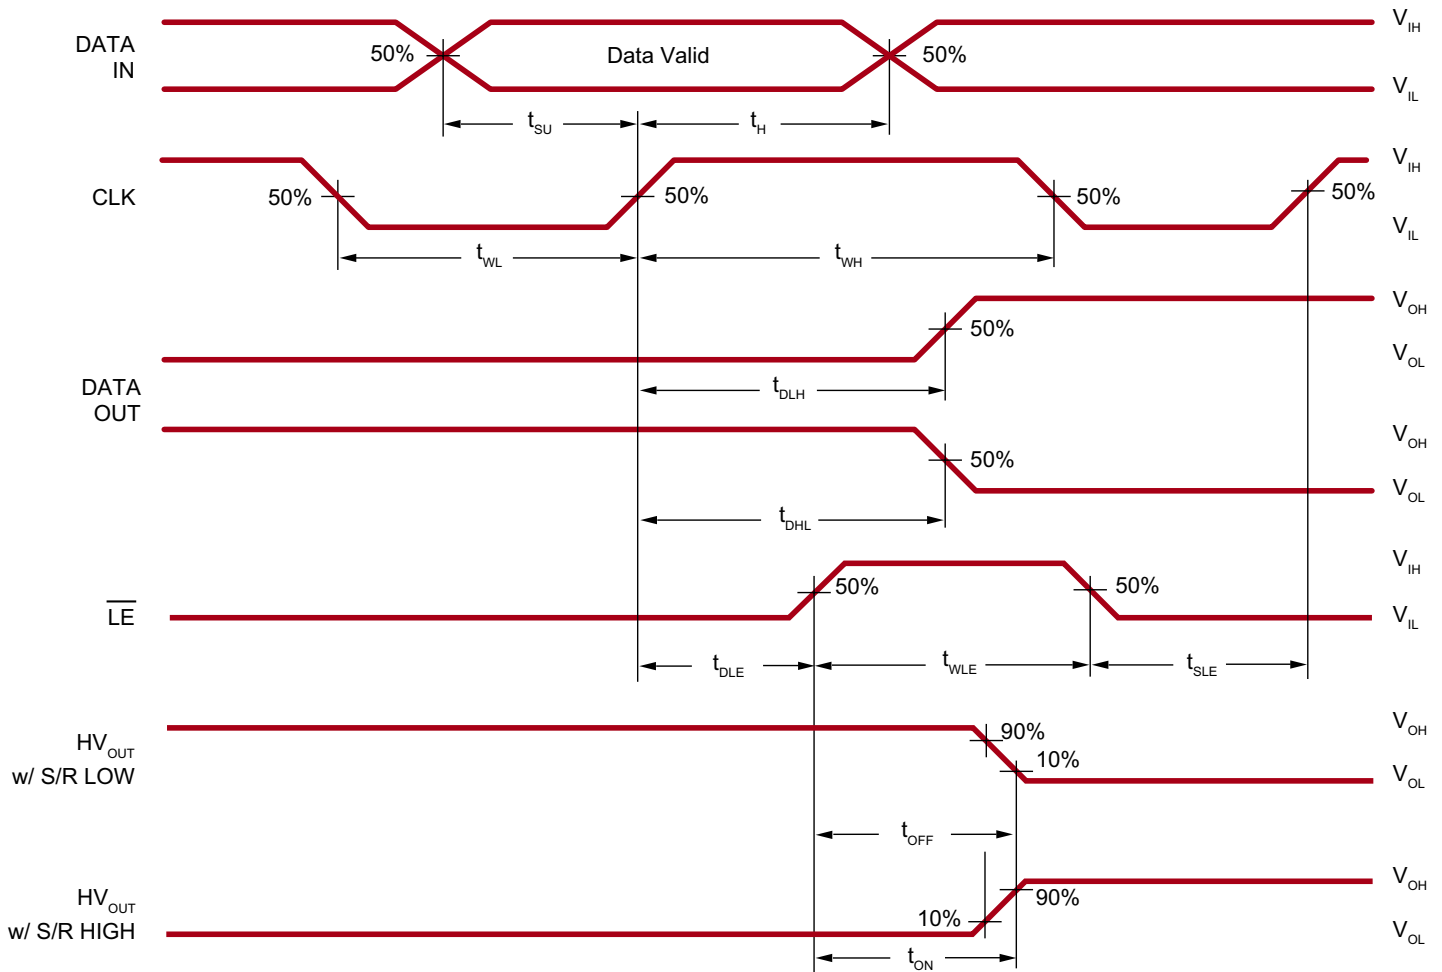 DATA IN
50%
Data Valid
50%
V_IH
V_IL
t_SU
t_H
CLK
50%
50%
50%
50%
V_IH
V_IL
t_WL
t_WH
DATA OUT
50%
V_OH
V_OL
t_DLH
50%
V_OH
V_OL
t_DHL
LE
50%
50%
V_IH
V_IL
t_DLE
t_WLE
t_SLE
HV_OUT
w/ S/R LOW
90%
10%
V_OH
V_OL
t_OFF
HV_OUT
w/ S/R HIGH
10%
90%
V_OH
V_OL
t_ON